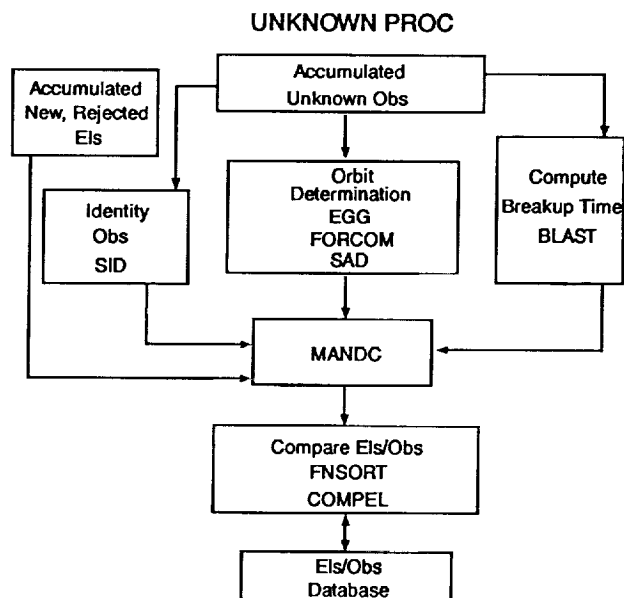 UNKNOWN PROC
Accumulated
New, Rejected
Els
Accumulated
Unknown Obs
Identity
Obs
SID
Orbit
Determination
EGG
FORCOM
SAD
Compute
Breakup Time
BLAST
MANDC
Compare Els/Obs
FNSORT
COMPEL
Els/Obs
Database